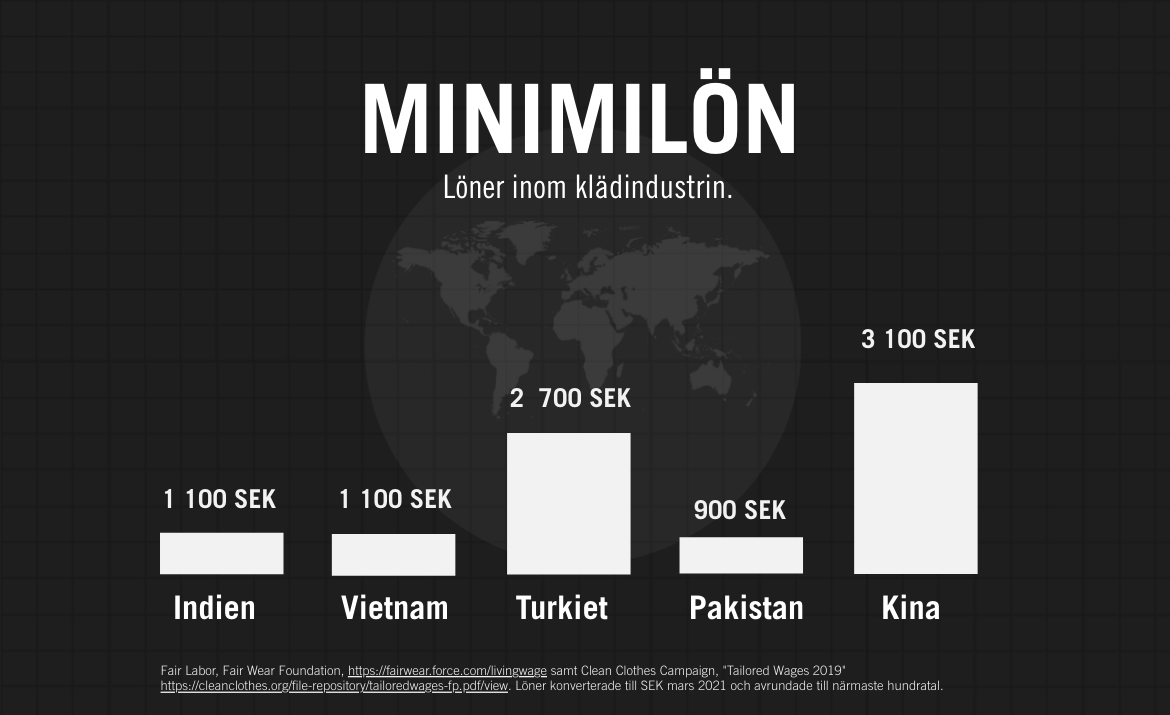 MINIMILÖN
Löner inom klädindustrin.
3 100 SEK
2 700 SEK
1 100 SEK
1 100 SEK
900 SEK
Indien
Vietnam
Turkiet
Pakistan
Kina
Fair Labor, Fair Wear Foundation, https://fairwear.force.com/livingwage samt Clean Clothes Campaign, "Tailored Wages 2019"
https://cleanclothes.org/file-repository/tailoredwages-fp.pdf/view. Löner konverterade till SEK mars 2021 och avrundade till närmaste hundratal.